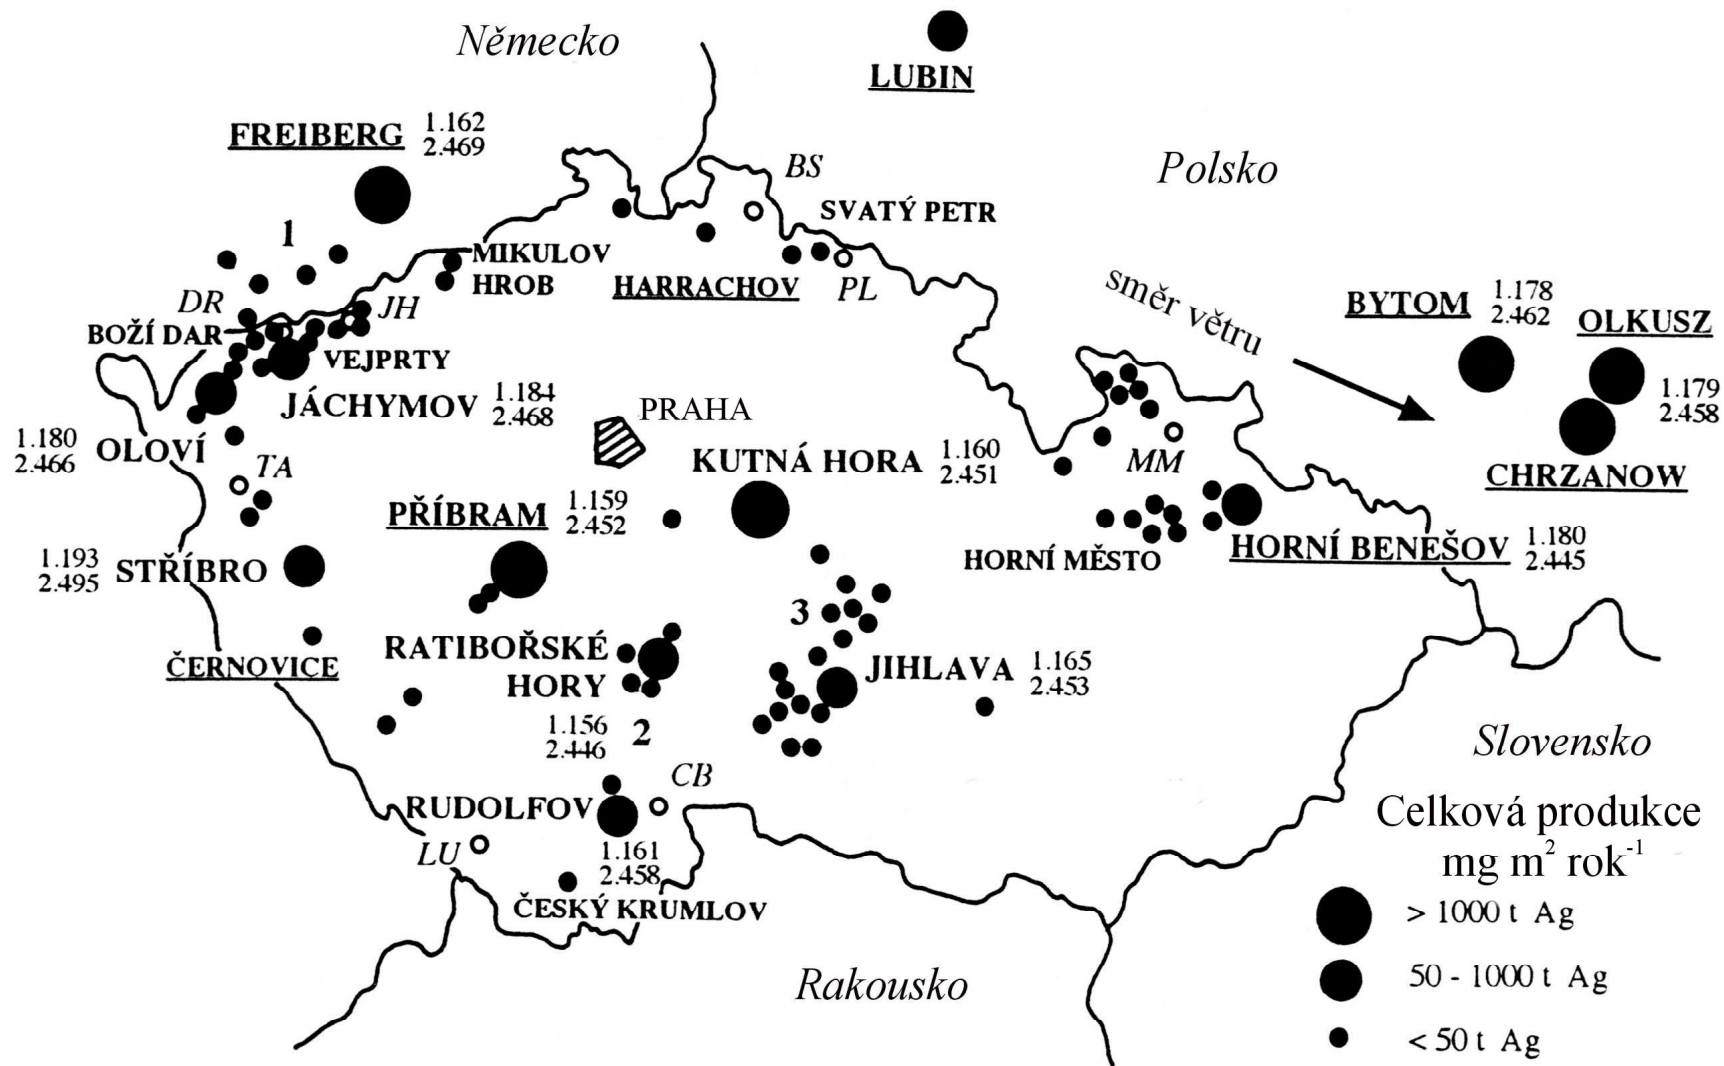 Německo
LUBIN
FREIBERG
1.162
2.469
Polsko
BS
SVATÝ PETR
1
MIKULOV
HROB
HARRACHOV
PL
směr větru
BYTOM
1.178
2.462
OLKUSZ
DR
JH
BOŽÍ DAR
VEJPRTY
JÁCHYMOV
1.184
2.468
PRAHA
1.179
2.458
1.180
2.466
OLOVÍ
TA
KUTNÁ HORA
1.160
2.451
MM
CHRZANOW
PŘÍBRAM
1.159
2.452
1.193
2.495
STŘÍBRO
HORNÍ MĚSTO
HORNÍ BENEŠOV
1.180
2.445
3
ČERNOVICE
RATIBOŘSKÉ
HORY
JIHLAVA
1.165
2.453
1.156
2.446
2
Slovensko
CB
RUDOLFOV
LU
1.161
2.458
ČESKÝ KRUMLOV
Rakousko
Celková produkce
mg m² rok⁻¹
> 1000 t Ag
50 - 1000 t Ag
< 50 t Ag